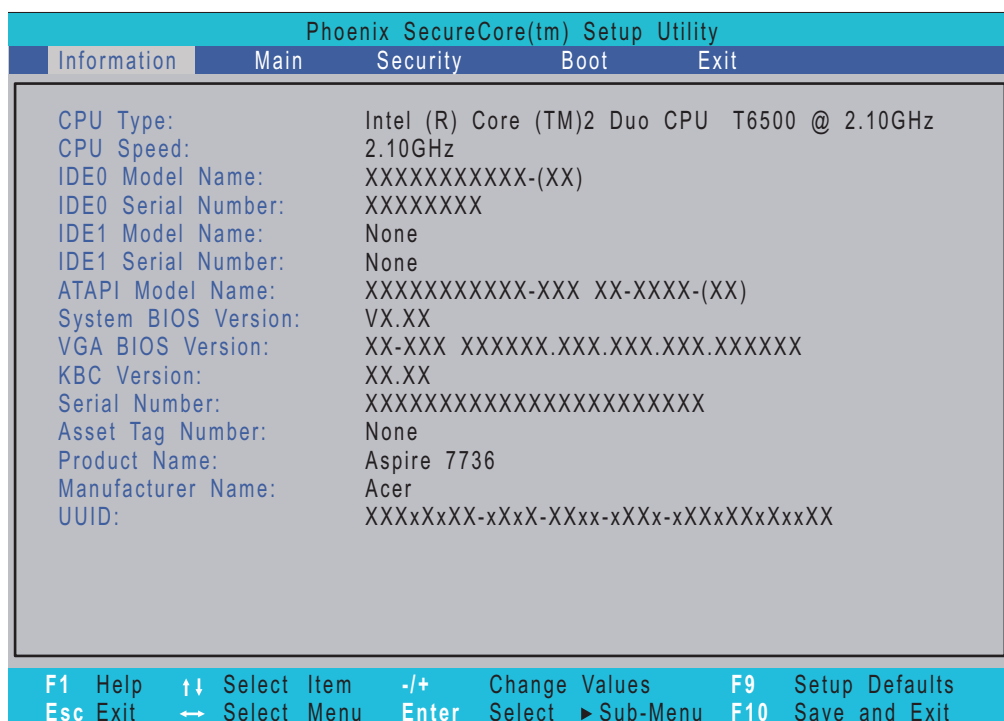 Phoenix SecureCore(tm) Setup Utility
Information Main Security Boot Exit
CPU Type: Intel (R) Core (TM)2 Duo CPU T6500 @ 2.10GHz
CPU Speed: 2.10GHz
IDE0 Model Name: XXXXXXXXXXX-(XX)
IDE0 Serial Number: XXXXXXXX
IDE1 Model Name: None
IDE1 Serial Number: None
ATAPI Model Name: XXXXXXXXXXX-XXX XX-XXXX-(XX)
System BIOS Version: VX.XX
VGA BIOS Version: XX-XXX XXXXXX.XXX.XXX.XXX.XXXXXX
KBC Version: XX.XX
Serial Number: XXXXXXXXXXXXXXXXXXXXXXX
Asset Tag Number: None
Product Name: Aspire 7736
Manufacturer Name: Acer
UUID: XXXxXxXX-xXxX-XXxx-xXXx-xXXxXXxXxxXX
F1 Help ↑↓ Select Item -/+ Change Values F9 Setup Defaults
Esc Exit ↔ Select Menu Enter Select ▶ Sub-Menu F10 Save and Exit